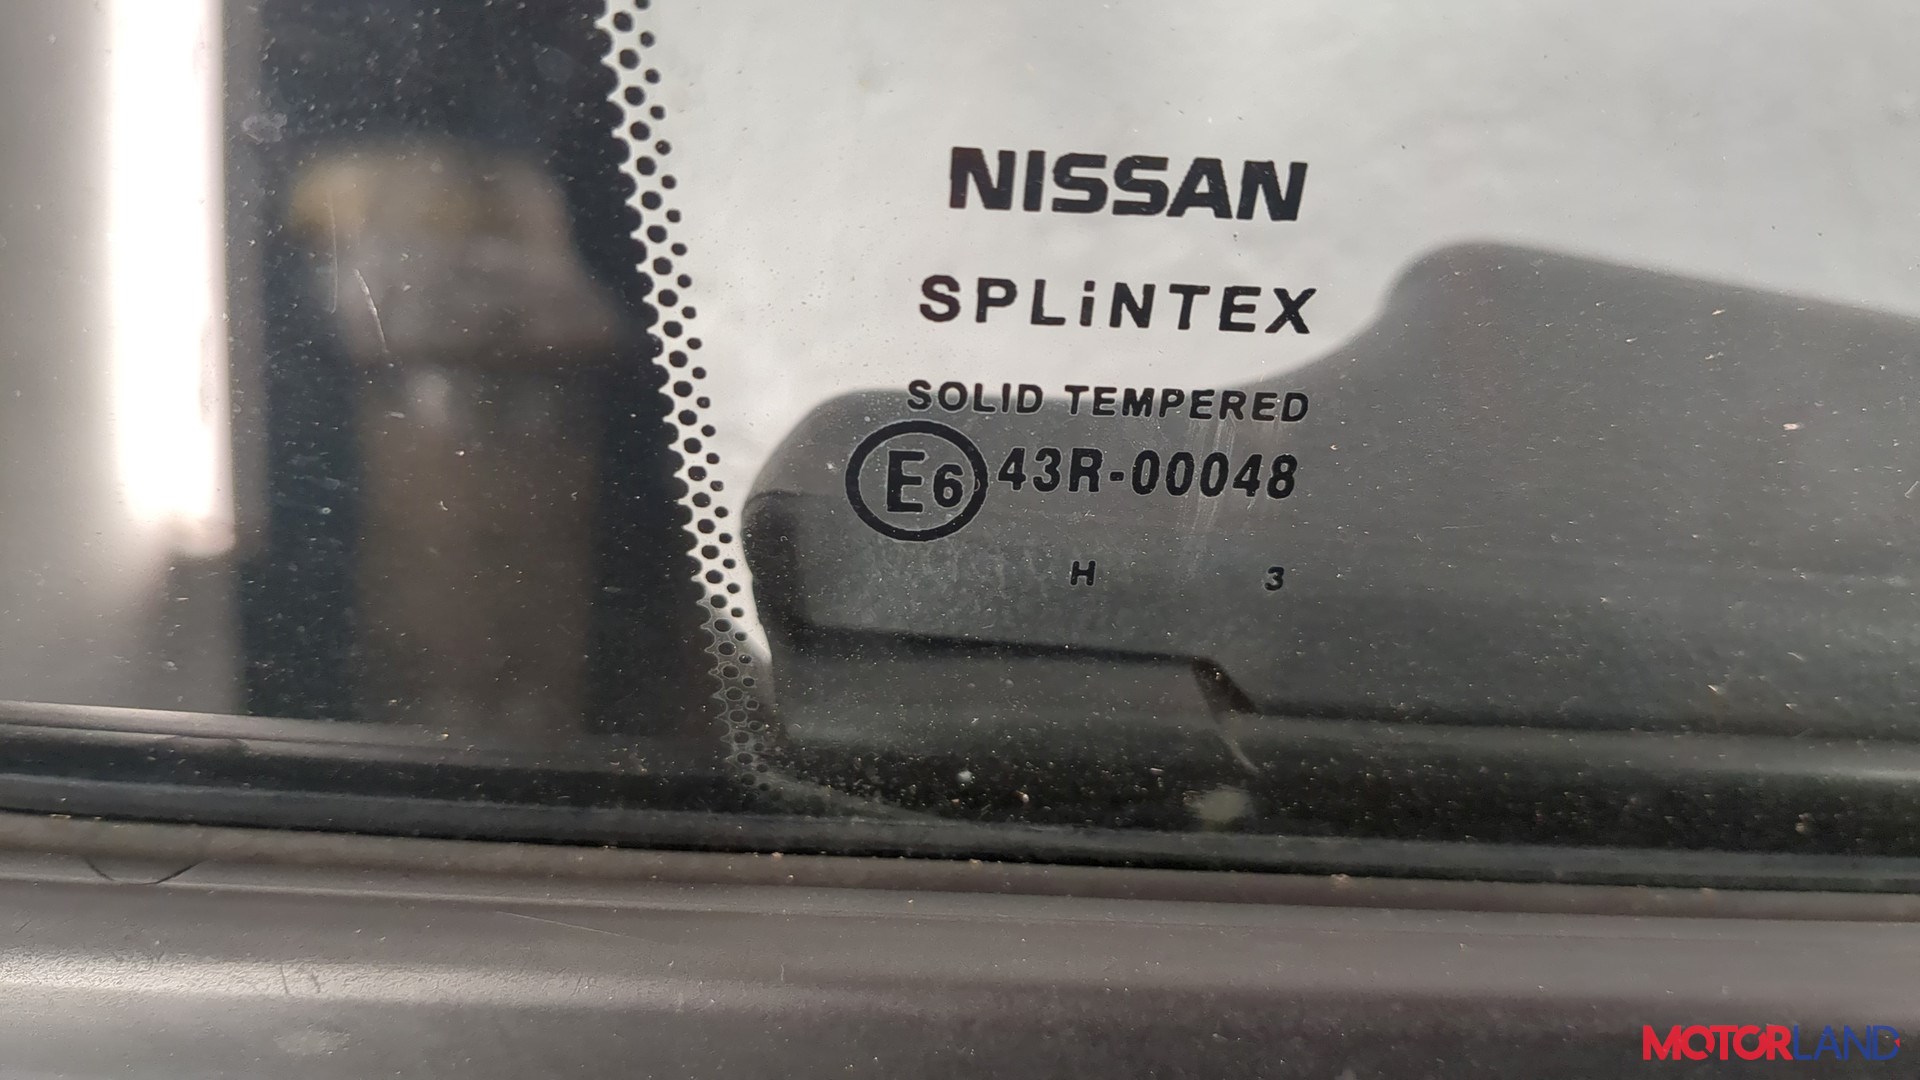 NISSAN
SPLiNTEX
SOLID TEMPERED
E6 43R-00048
H 3
MOTORLAND